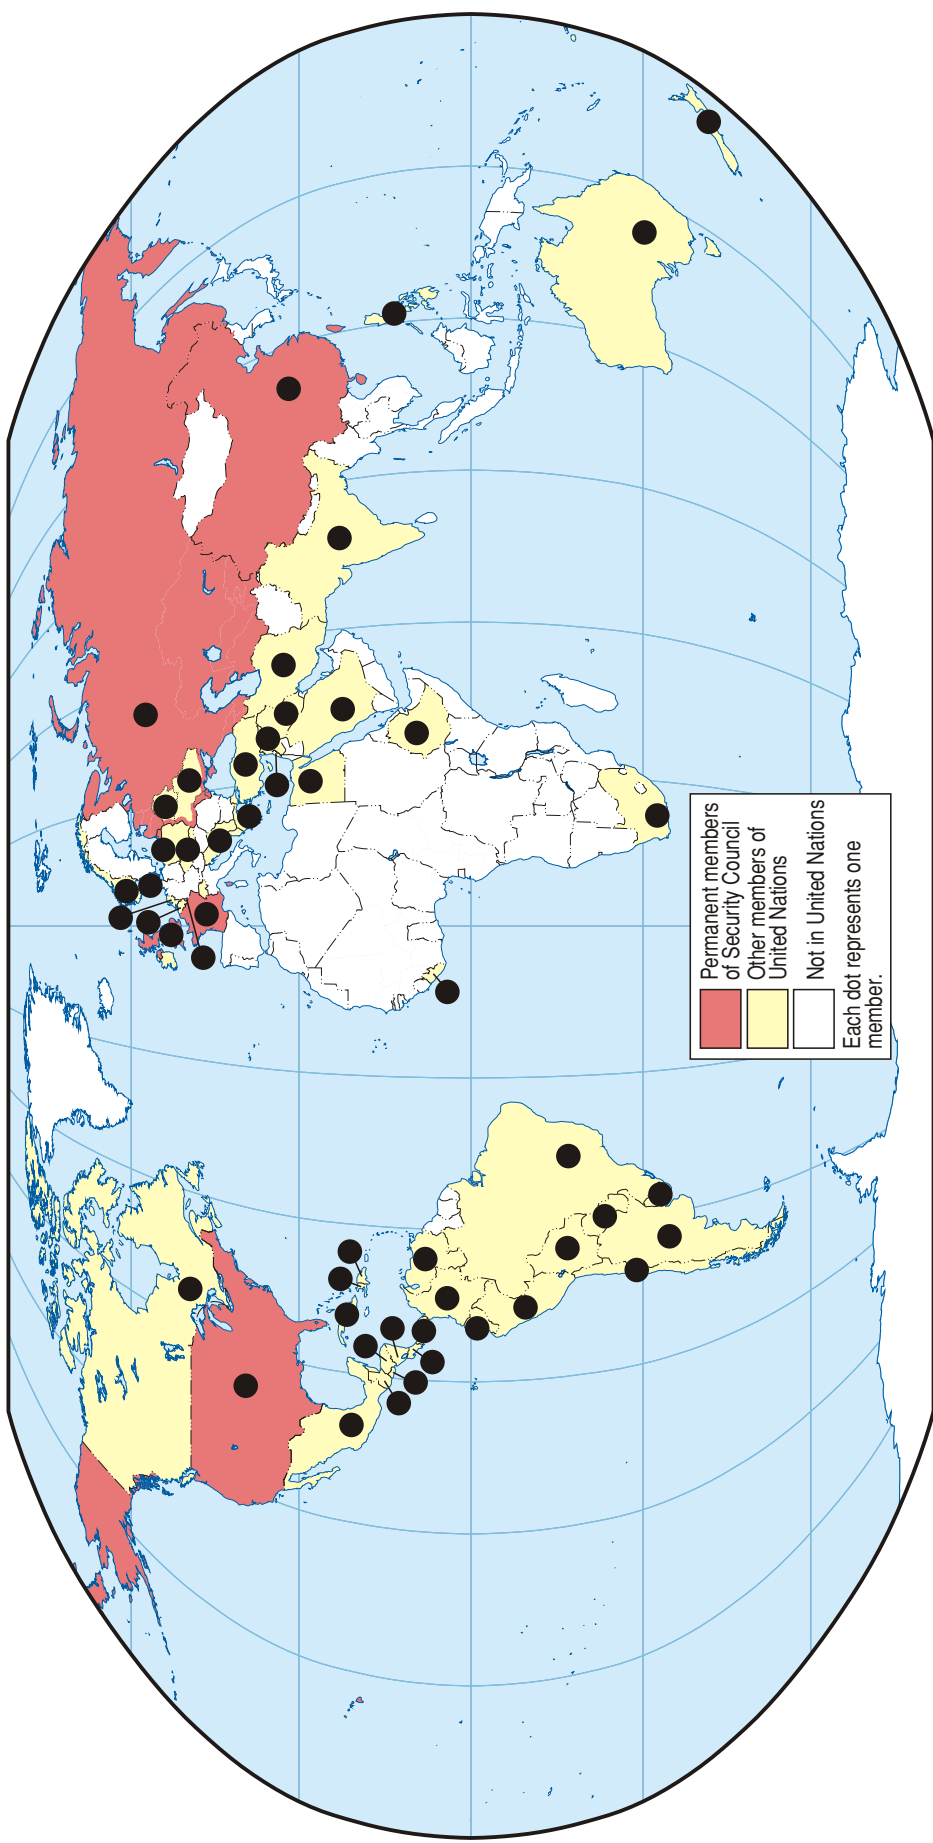 Permanent members
of Security Council
Other members of
United Nations
Not in United Nations
Each dot represents one
member.